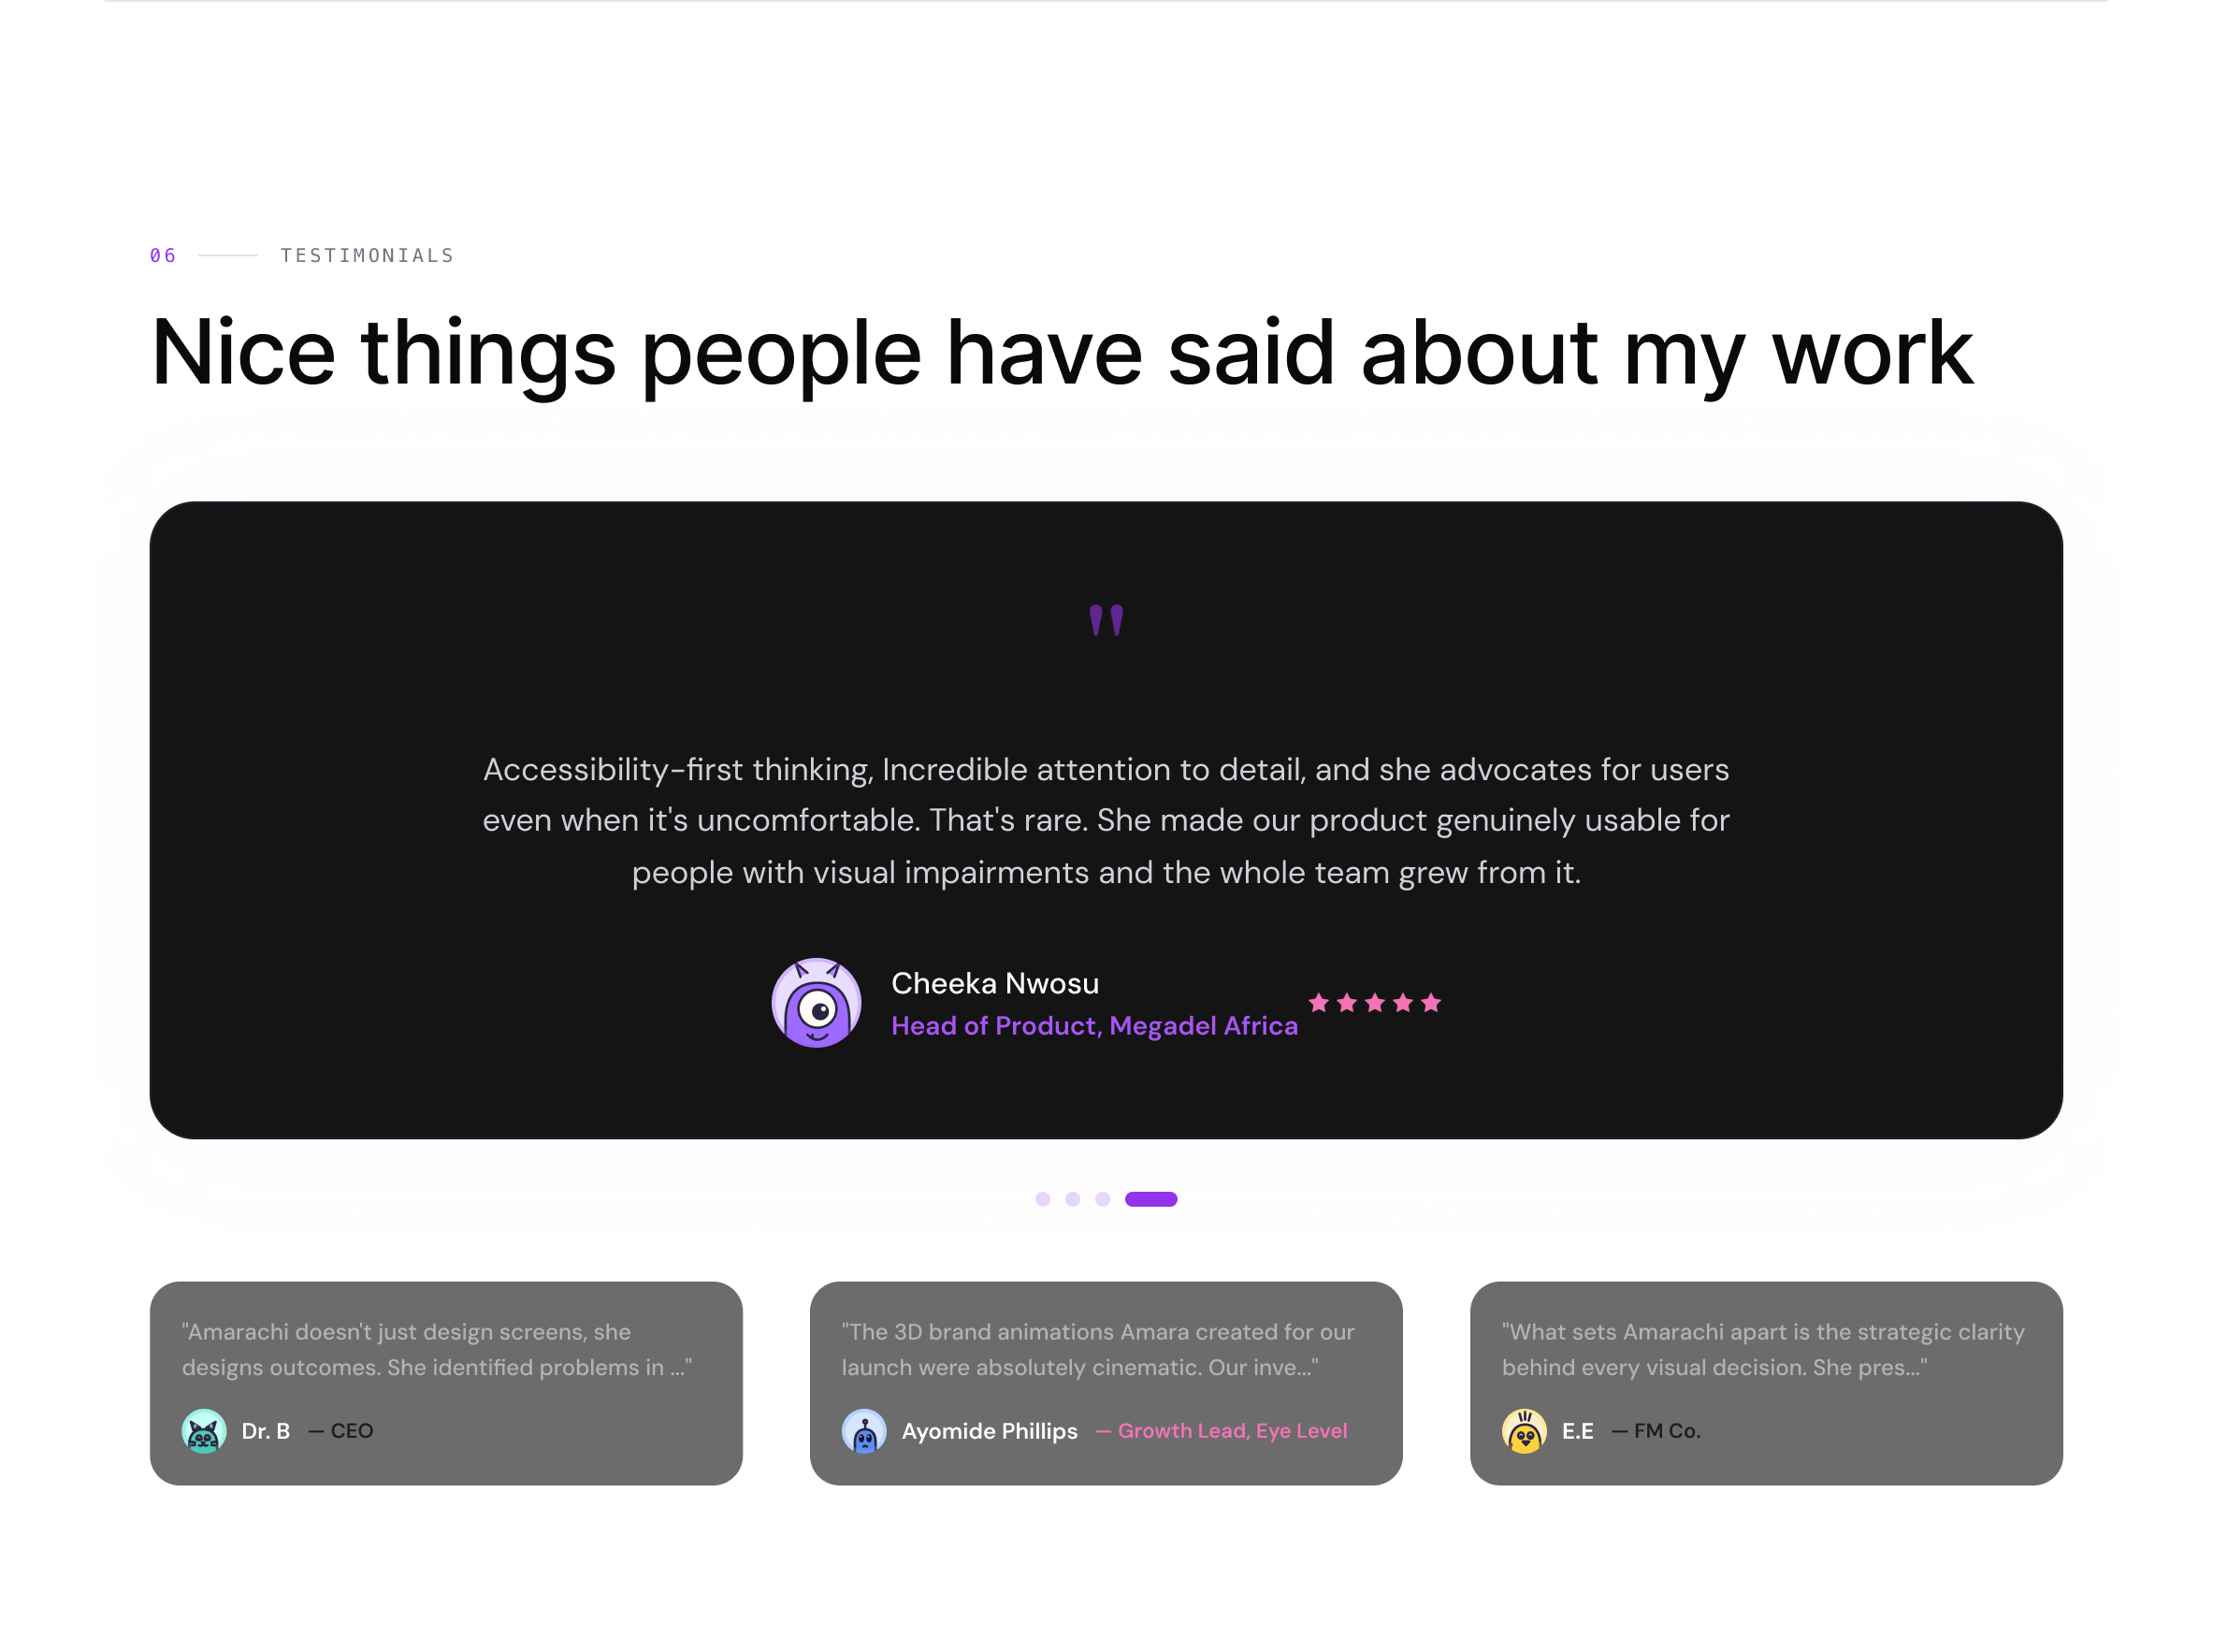 06 TESTIMONIALS
Nice things people have said about my work
"
Accessibility-first thinking, Incredible attention to detail, and she advocates for users
even when it's uncomfortable. That's rare. She made our product genuinely usable for
people with visual impairments and the whole team grew from it.
Cheeka Nwosu
Head of Product, Megadel Africa
"Amarachi doesn't just design screens, she
designs outcomes. She identified problems in ..."
Dr. B — CEO
"The 3D brand animations Amara created for our
launch were absolutely cinematic. Our inve..."
Ayomide Phillips — Growth Lead, Eye Level
"What sets Amarachi apart is the strategic clarity
behind every visual decision. She pres..."
E.E — FM Co.